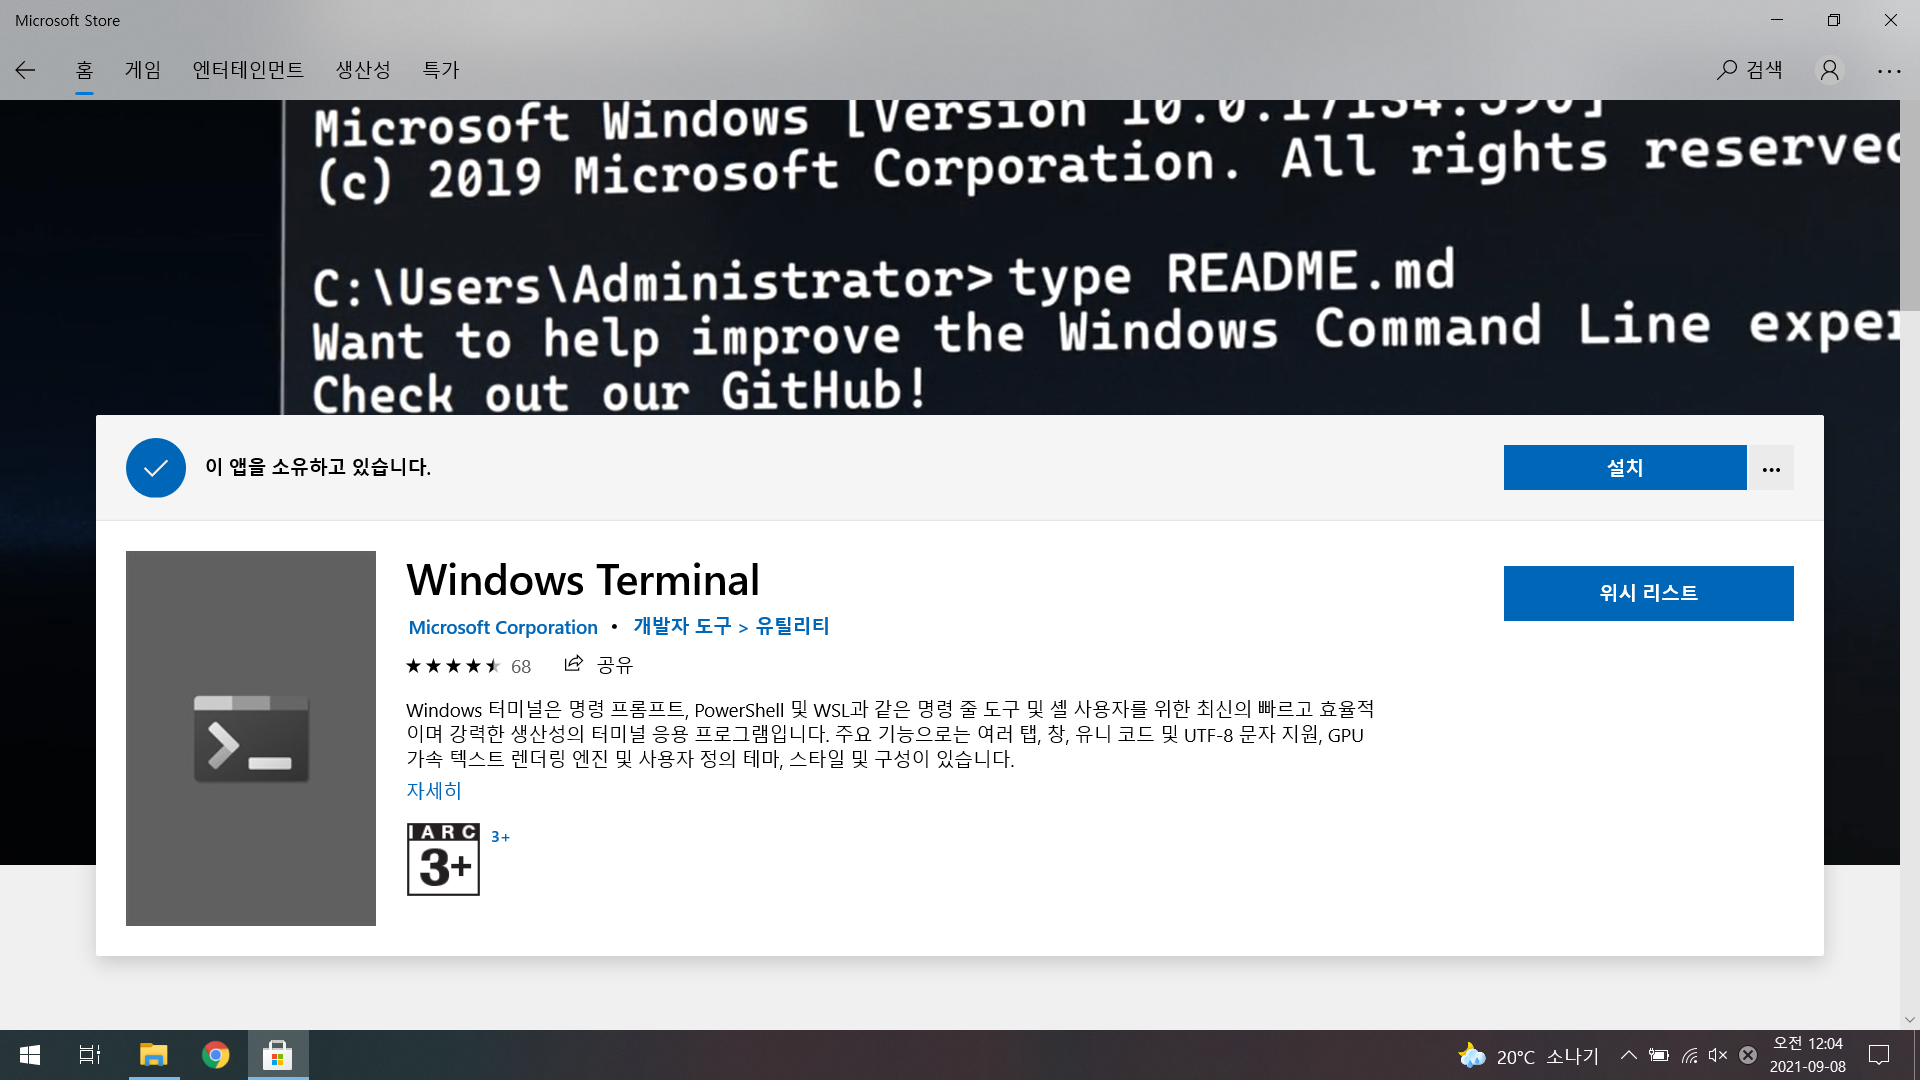 Microsoft Store
홈 게임 엔터테인먼트 생산성 특가 검색
Microsoft Windows [Version 10.0.17134.590]
(c) 2019 Microsoft Corporation. All rights reserved
C:\Users\Administrator>type README.md
Want to help improve the Windows Command Line exper
Check out our GitHub!
이 앱을 소유하고 있습니다.
설치
Windows Terminal
위시 리스트
Microsoft Corporation • 개발자 도구 > 유틸리티
68 공유
Windows 터미널은 명령 프롬프트, PowerShell 및 WSL과 같은 명령 줄 도구 및 셸 사용자를 위한 최신의 빠르고 효율적
이며 강력한 생산성의 터미널 응용 프로그램입니다. 주요 기능으로는 여러 탭, 창, 유니 코드 및 UTF-8 문자 지원, GPU
가속 텍스트 렌더링 엔진 및 사용자 정의 테마, 스타일 및 구성이 있습니다.
자세히
IARC
3+
3+
20°C 소나기
오전 12:04
2021-09-08